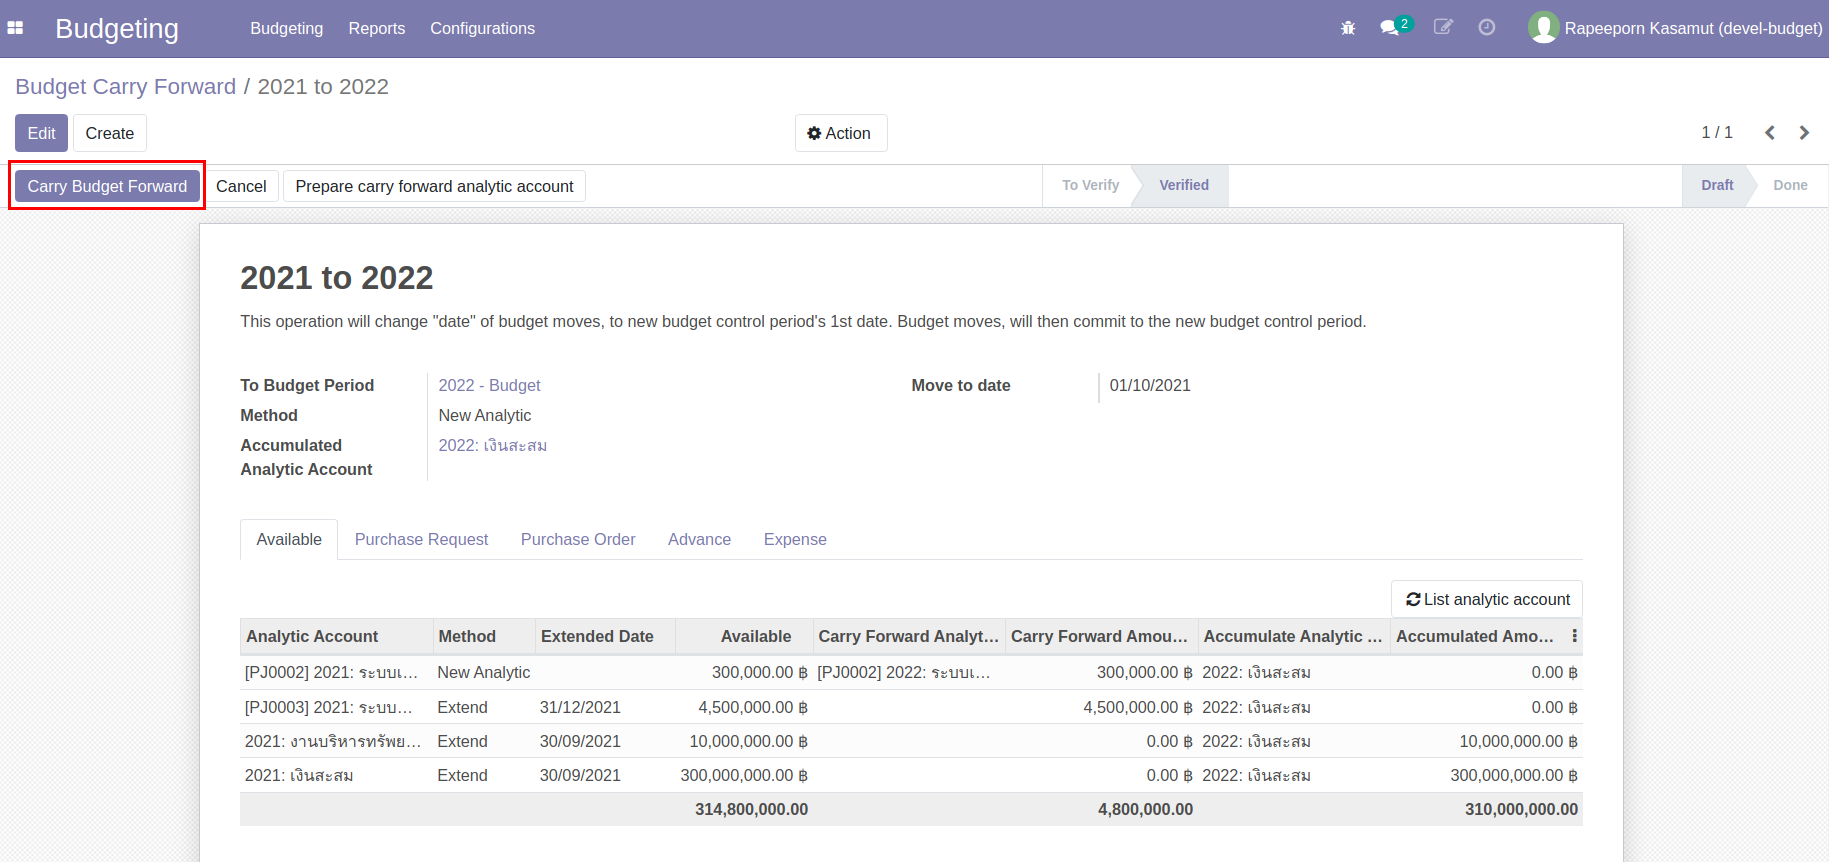 Budgeting Budgeting Reports Configurations 2 Rapeeporn Kasamut (devel-budget)
Budget Carry Forward / 2021 to 2022
Edit Create Action 1 / 1
Carry Budget Forward Cancel Prepare carry forward analytic account To Verify Verified Draft Done
2021 to 2022
This operation will change "date" of budget moves, to new budget control period's 1st date. Budget moves, will then commit to the new budget control period.
To Budget Period 2022 - Budget Move to date 01/10/2021
Method New Analytic
Accumulated 2022: เงินสะสม
Analytic Account
Available Purchase Request Purchase Order Advance Expense
List analytic account
Analytic Account Method Extended Date Available Carry Forward Analyt... Carry Forward Amou... Accumulate Analytic ... Accumulated Amo...
[PJ0002] 2021: ระบบเ... New Analytic 300,000.00 ฿ [PJ0002] 2022: ระบบเ... 300,000.00 ฿ 2022: เงินสะสม 0.00 ฿
[PJ0003] 2021: ระบบ... Extend 31/12/2021 4,500,000.00 ฿ 4,500,000.00 ฿ 2022: เงินสะสม 0.00 ฿
2021: งานบริหารทรัพย... Extend 30/09/2021 10,000,000.00 ฿ 0.00 ฿ 2022: เงินสะสม 10,000,000.00 ฿
2021: เงินสะสม Extend 30/09/2021 300,000,000.00 ฿ 0.00 ฿ 2022: เงินสะสม 300,000,000.00 ฿
314,800,000.00 4,800,000.00 310,000,000.00